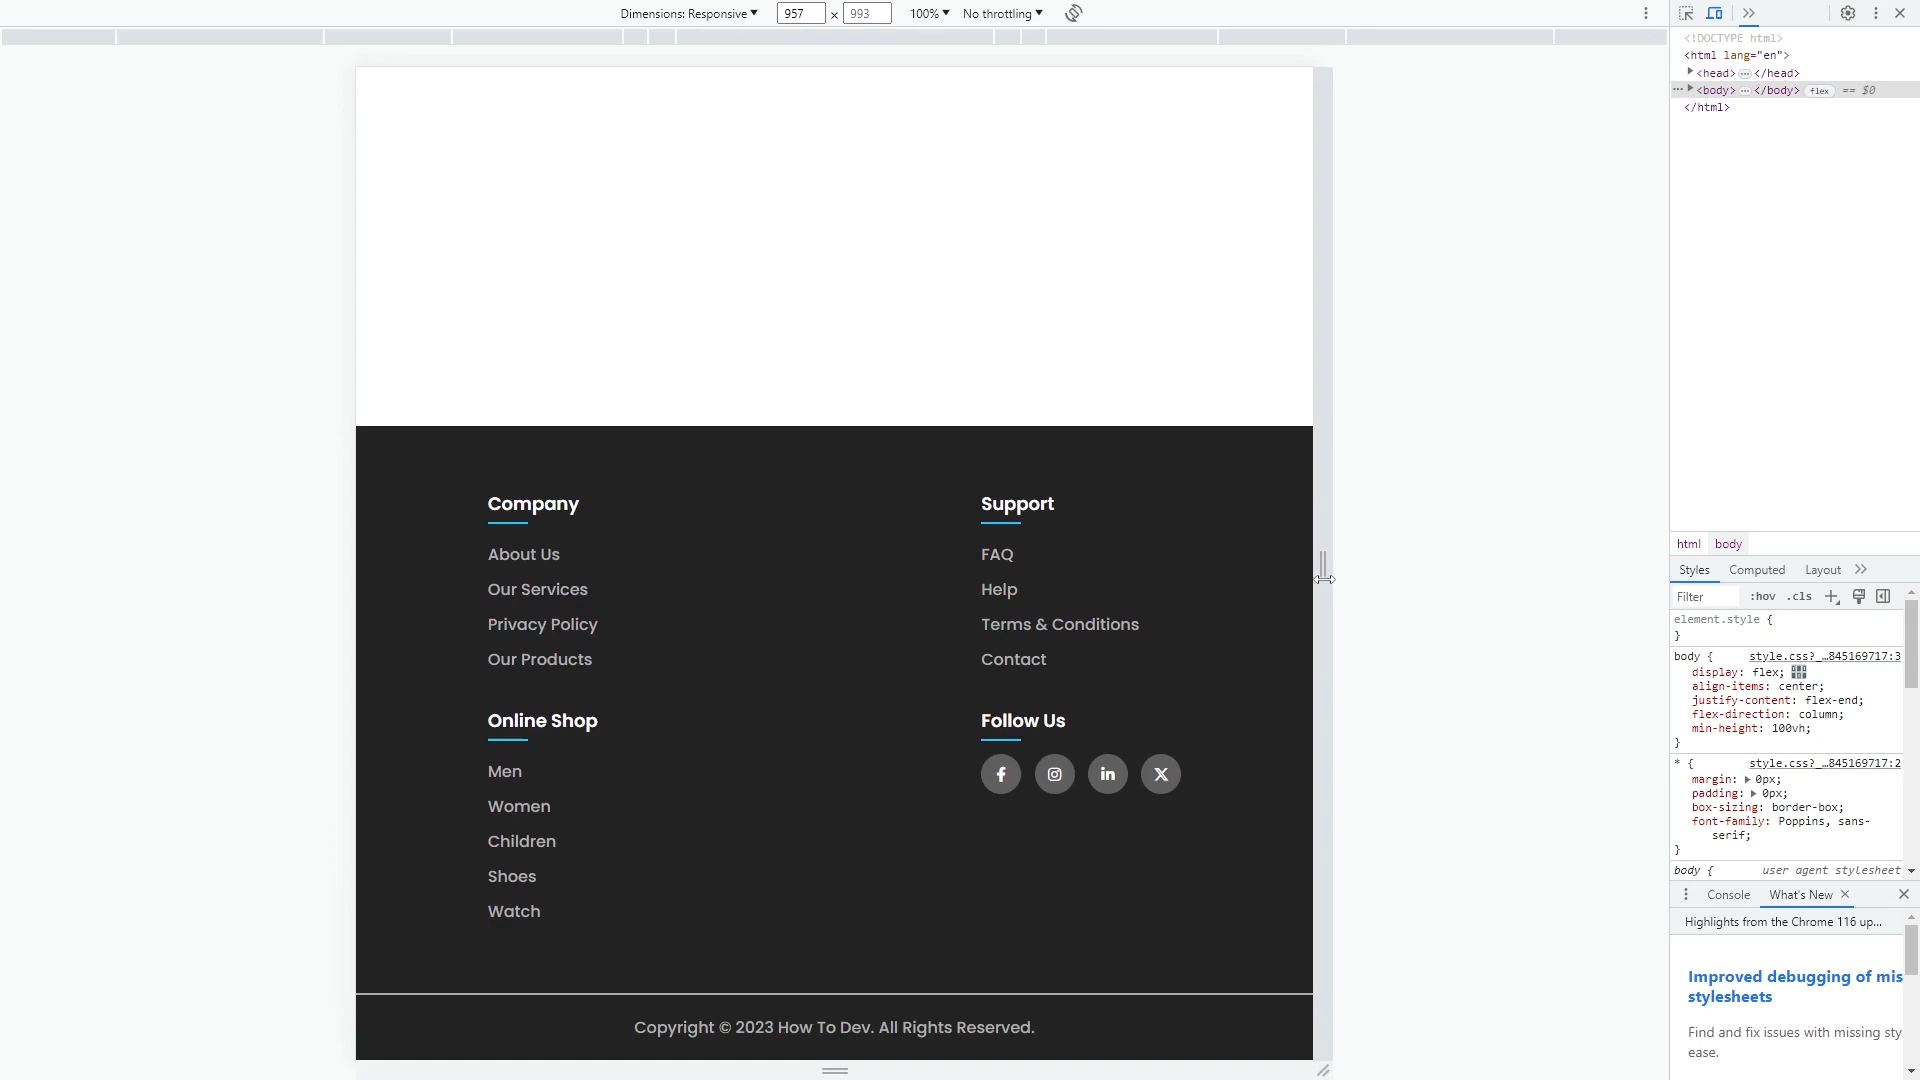 Dimensions: Responsive 957 x 993 100% No throttling
<!DOCTYPE html>
<html lang="en">
<head> </head>
<body> </body> flex == $0
</html>
Company
About Us
Our Services
Privacy Policy
Our Products
Support
FAQ
Help
Terms & Conditions
Contact
Online Shop
Men
Women
Children
Shoes
Watch
Follow Us
Copyright © 2023 How To Dev. All Rights Reserved.
html body
Styles Computed Layout
Filter :hov .cls
element.style {
}
body { style.css?_…845169717:3
display: flex;
align-items: center;
justify-content: flex-end;
flex-direction: column;
min-height: 100vh;
}
* { style.css?_…845169717:2
margin: 0px;
padding: 0px;
box-sizing: border-box;
font-family: Poppins, sans-
serif;
}
body { user agent stylesheet
Console What's New
Highlights from the Chrome 116 up...
Improved debugging of mis
stylesheets
Find and fix issues with missing sty
ease.